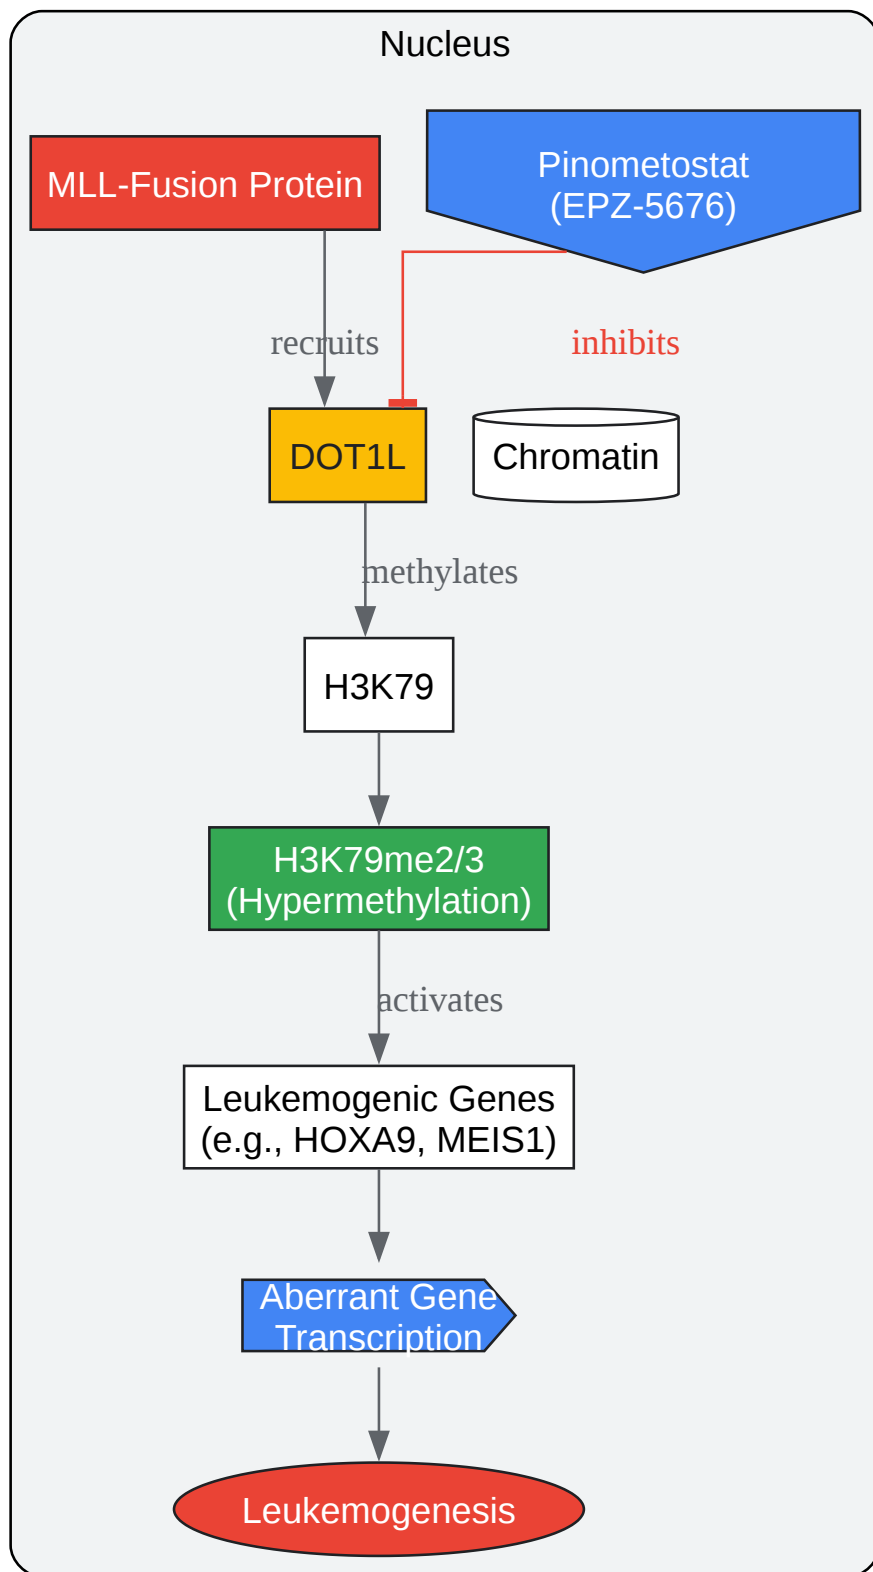 Nucleus
MLL-Fusion Protein
Pinometostat
(EPZ-5676)
recruits
inhibits
DOT1L
Chromatin
methylates
H3K79
H3K79me2/3
(Hypermethylation)
activates
Leukemogenic Genes
(e.g., HOXA9, MEIS1)
Aberrant Gene
Transcription
Leukemogenesis